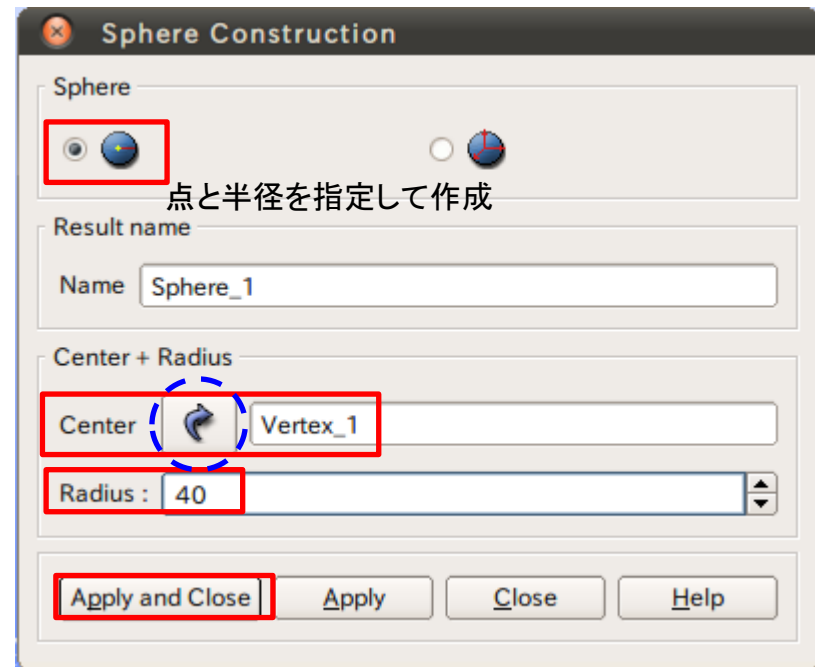 Sphere Construction
Sphere
点と半径を指定して作成
Result name
Name Sphere_1
Center + Radius
Center Vertex_1
Radius : 40
Apply and Close Apply Close Help